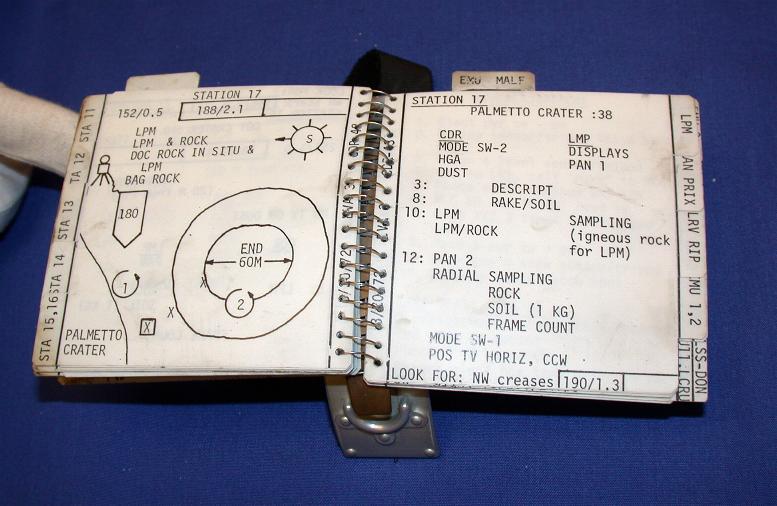 STATION 17
152/0.5 188/2.1
LPM
LPM & ROCK
DOC ROCK IN SITU &
LPM
BAG ROCK
S
180
END
60M
1
2
X
X
X
PALMETTO
CRATER
STA 11
TA 12
STA 13
STA 14
STA 15,16
EMU MALF
STATION 17
PALMETTO CRATER :38
CDR LMP
MODE SW-2 DISPLAYS
HGA PAN 1
DUST
3: DESCRIPT
8: RAKE/SOIL
10: LPM SAMPLING
LPM/ROCK (igneous rock
for LPM)
12: PAN 2
RADIAL SAMPLING
ROCK
SOIL (1 KG)
FRAME COUNT
MODE SW-1
POS TV HORIZ, CCW
LOOK FOR: NW creases 190/1.3
LPM
AN PRIX
LRV RIP
MU 1,2
SS-DON